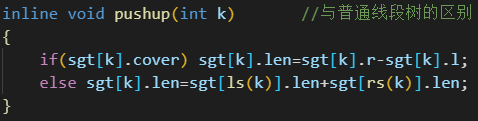 inline void pushup(int k)        //与普通线段树的区别
{
    if(sgt[k].cover) sgt[k].len=sgt[k].r-sgt[k].l;
    else sgt[k].len=sgt[ls(k)].len+sgt[rs(k)].len;
}